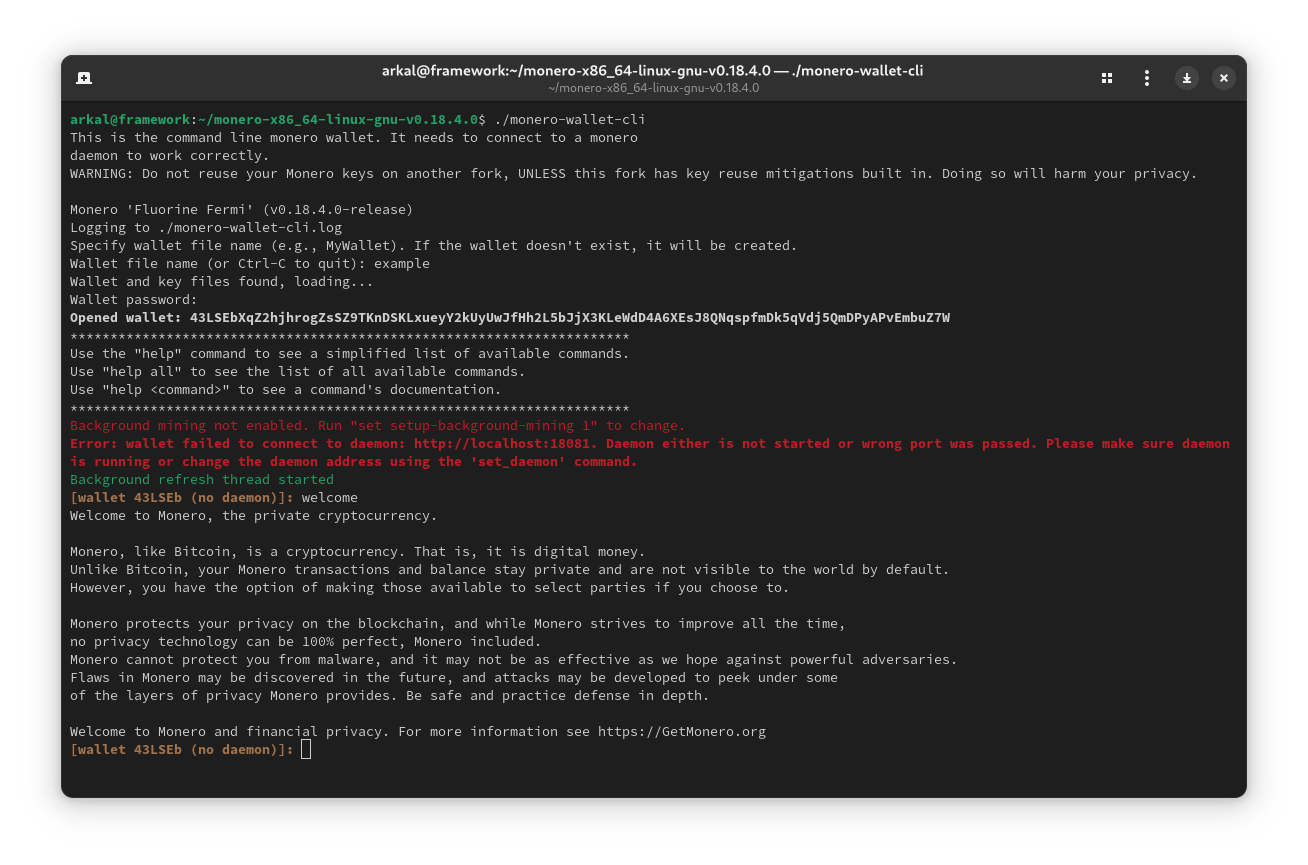 arkal@framework:~/monero-x86_64-linux-gnu-v0.18.4.0 — ./monero-wallet-cli
~/monero-x86_64-linux-gnu-v0.18.4.0
arkal@framework:~/monero-x86_64-linux-gnu-v0.18.4.0$ ./monero-wallet-cli
This is the command line monero wallet. It needs to connect to a monero
daemon to work correctly.
WARNING: Do not reuse your Monero keys on another fork, UNLESS this fork has key reuse mitigations built in. Doing so will harm your privacy.

Monero 'Fluorine Fermi' (v0.18.4.0-release)
Logging to ./monero-wallet-cli.log
Specify wallet file name (e.g., MyWallet). If the wallet doesn't exist, it will be created.
Wallet file name (or Ctrl-C to quit): example
Wallet and key files found, loading...
Wallet password:
Opened wallet: 43LSEbXqZ2hjhrogZsSZ9TKnDSKLxueyY2kUyUwJfHh2L5bJjX3KLeWdD4A6XEsJ8QNqspfmDk5qVdj5QmDPyAPvEmbuZ7W
**********************************************************************
Use the "help" command to see a simplified list of available commands.
Use "help all" to see the list of all available commands.
Use "help <command>" to see a command's documentation.
**********************************************************************
Background mining not enabled. Run "set setup-background-mining 1" to change.
Error: wallet failed to connect to daemon: http://localhost:18081. Daemon either is not started or wrong port was passed. Please make sure daemon
is running or change the daemon address using the 'set_daemon' command.
Background refresh thread started
[wallet 43LSEb (no daemon)]: welcome
Welcome to Monero, the private cryptocurrency.

Monero, like Bitcoin, is a cryptocurrency. That is, it is digital money.
Unlike Bitcoin, your Monero transactions and balance stay private and are not visible to the world by default.
However, you have the option of making those available to select parties if you choose to.

Monero protects your privacy on the blockchain, and while Monero strives to improve all the time,
no privacy technology can be 100% perfect, Monero included.
Monero cannot protect you from malware, and it may not be as effective as we hope against powerful adversaries.
Flaws in Monero may be discovered in the future, and attacks may be developed to peek under some
of the layers of privacy Monero provides. Be safe and practice defense in depth.

Welcome to Monero and financial privacy. For more information see https://GetMonero.org
[wallet 43LSEb (no daemon)]: